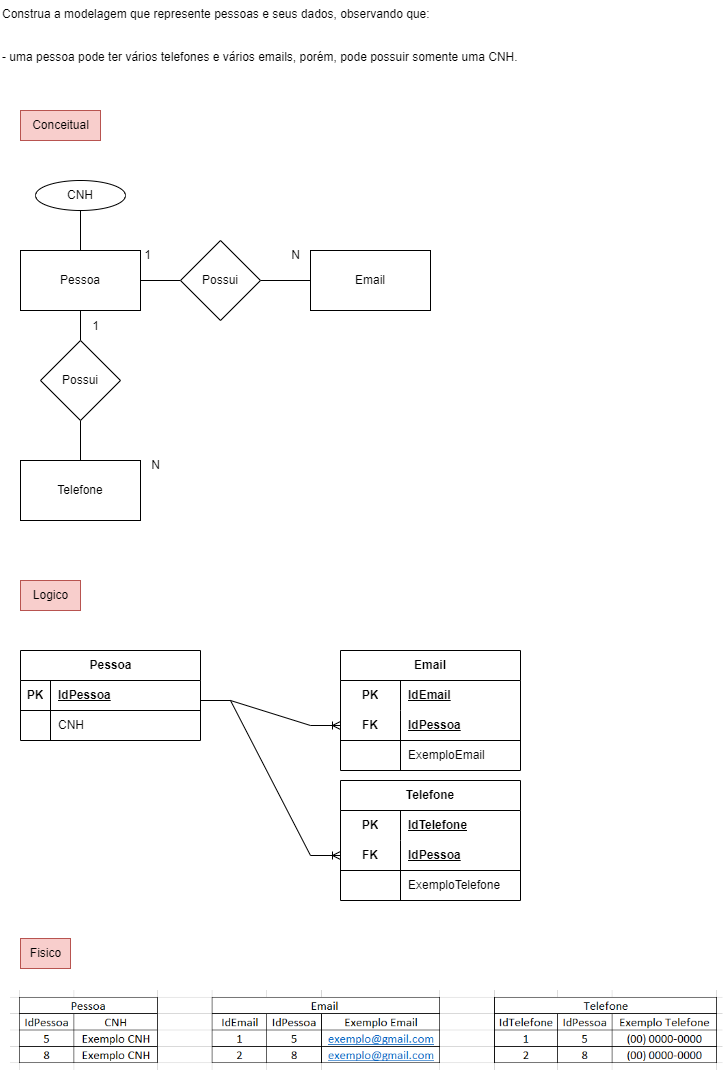 Construa a modelagem que represente pessoas e seus dados, observando que:
- uma pessoa pode ter vários telefones e vários emails, porém, pode possuir somente uma CNH.
Conceitual
CNH
1
N
Pessoa
Possui
Email
1
Possui
N
Telefone
Logico
Pessoa
PK IdPessoa
CNH
Email
PK IdEmail
FK IdPessoa
ExemploEmail
Telefone
PK IdTelefone
FK IdPessoa
ExemploTelefone
Fisico
Pessoa
IdPessoa CNH
5 Exemplo CNH
8 Exemplo CNH
Email
IdEmail IdPessoa Exemplo Email
1 5 exemplo@gmail.com
2 8 exemplo@gmail.com
Telefone
IdTelefone IdPessoa Exemplo Telefone
1 5 (00) 0000-0000
2 8 (00) 0000-0000